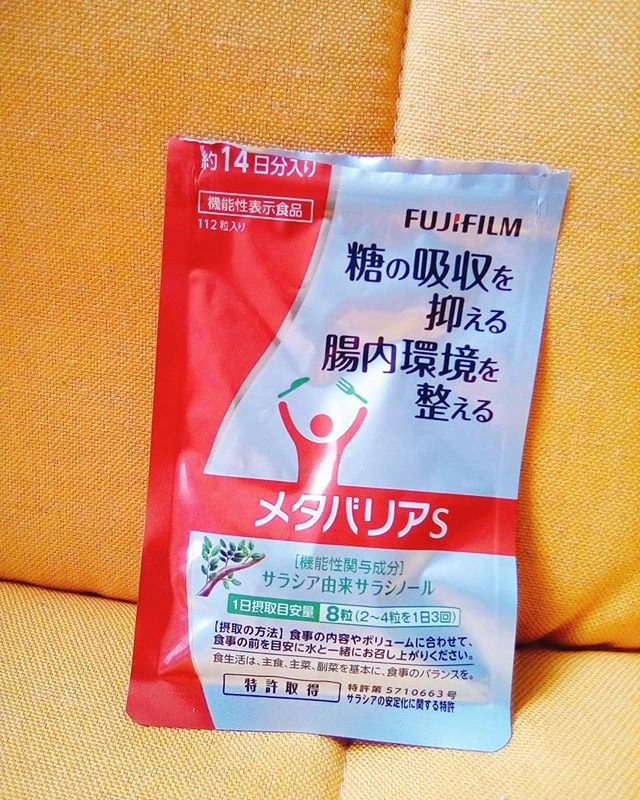 約14日分入り
機能性表示食品
112粒入り
FUJIFILM
糖の吸収を
抑える
腸内環境を
整える
メタバリアS
[機能性関与成分]
サラシア由来サラシノール
1日摂取目安量 8粒(2~4粒を1日3回)
【摂取の方法】食事の内容やボリュームに合わせて、
食事の前を目安に水と一緒にお召し上がりください。
食生活は、主食、主菜、副菜を基本に、食事のバランスを。
特許取得 特許第5710663号
サラシアの安定化に関する特許